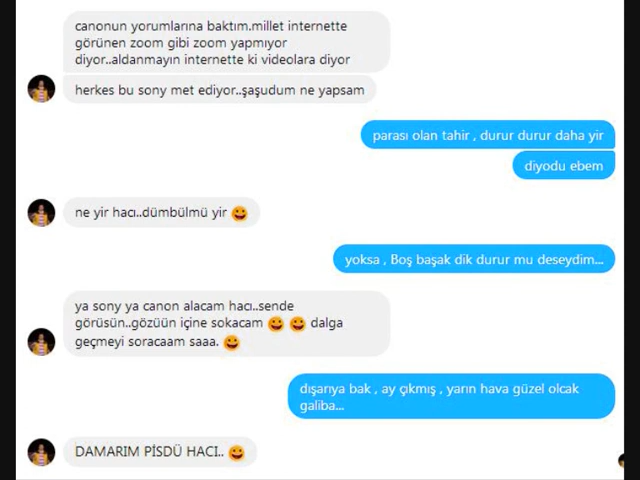 canonun yorumlarına baktım.millet internette
görünen zoom gibi zoom yapmıyor
diyor..aldanmayın internette ki videolara diyor
herkes bu sony met ediyor..şaşudum ne yapsam
parası olan tahir , durur durur daha yir
diyodu ebem
ne yir hacı..dümbülmü yir 😀
yoksa , Boş başak dik durur mu deseydim...
ya sony ya canon alacam hacı..sende
görüsün..gözüün içine sokacam 😀 😀 dalga
geçmeyi soracaam saaa. 😀
dışarıya bak , ay çıkmış , yarın hava güzel olcak
galiba...
DAMARIM PİSDÜ HACI.. 😀